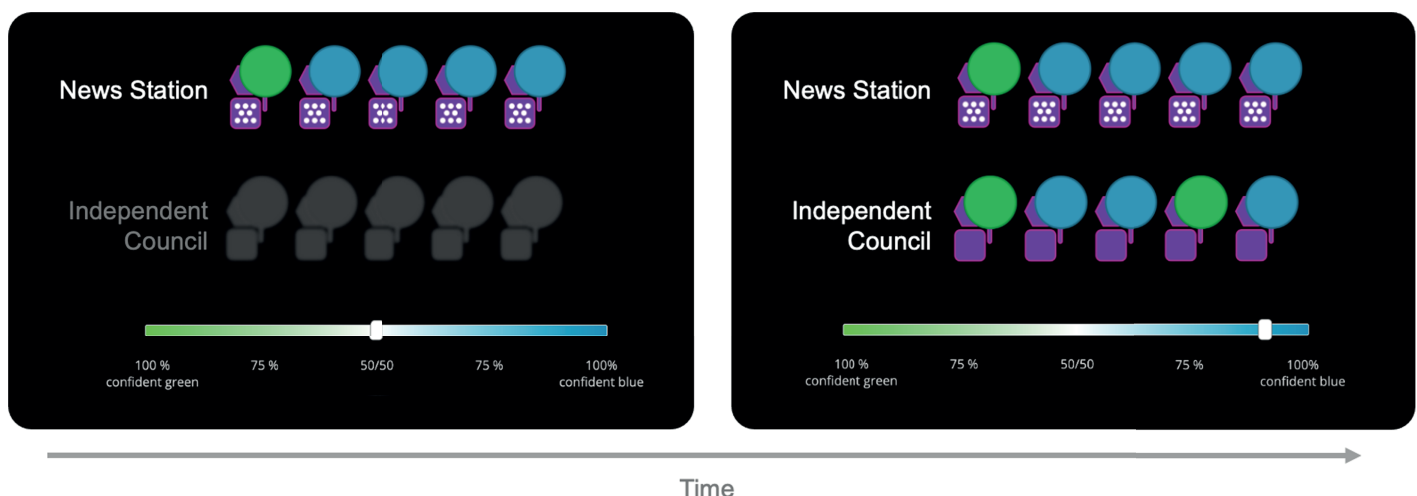 News Station
Independent
Council
100 %
confident green
75 %
50/50
75 %
100%
confident blue
News Station
Independent
Council
100 %
confident green
75 %
50/50
75 %
100%
confident blue
Time